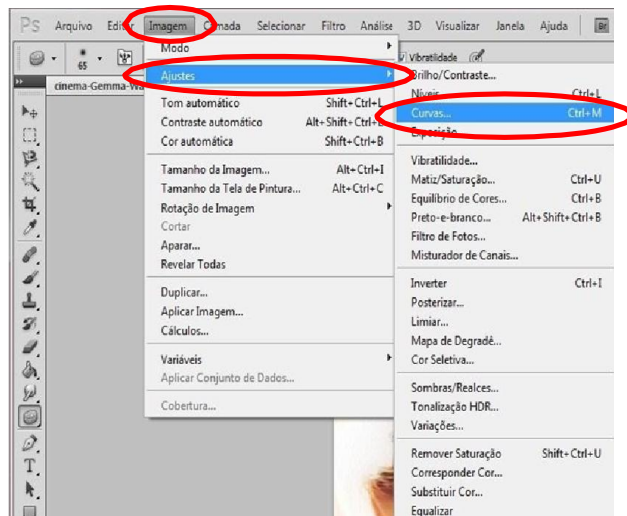 Ps Arquivo Editar Imagem Camada Selecionar Filtro Análise 3D Visualizar Janela Ajuda Br
65 Vibratilidade
cinema-Gemma-Wa
Modo
Ajustes
Tom automático Shift+Ctrl+L
Contraste automático Alt+Shift+Ctrl+L
Cor automática Shift+Ctrl+B
Tamanho da Imagem... Alt+Ctrl+I
Tamanho da Tela de Pintura... Alt+Ctrl+C
Rotação de Imagem
Cortar
Aparar...
Revelar Todas
Duplicar...
Aplicar Imagem...
Cálculos...
Variáveis
Aplicar Conjunto de Dados...
Cobertura...
Brilho/Contraste...
Níveis... Ctrl+L
Curvas... Ctrl+M
Exposição...
Vibratilidade...
Matiz/Saturação... Ctrl+U
Equilíbrio de Cores... Ctrl+B
Preto-e-branco... Alt+Shift+Ctrl+B
Filtro de Fotos...
Misturador de Canais...
Inverter Ctrl+I
Posterizar...
Limiar...
Mapa de Degradê...
Cor Seletiva...
Sombras/Realces...
Tonalização HDR...
Variações...
Remover Saturação Shift+Ctrl+U
Corresponder Cor...
Substituir Cor...
Equalizar